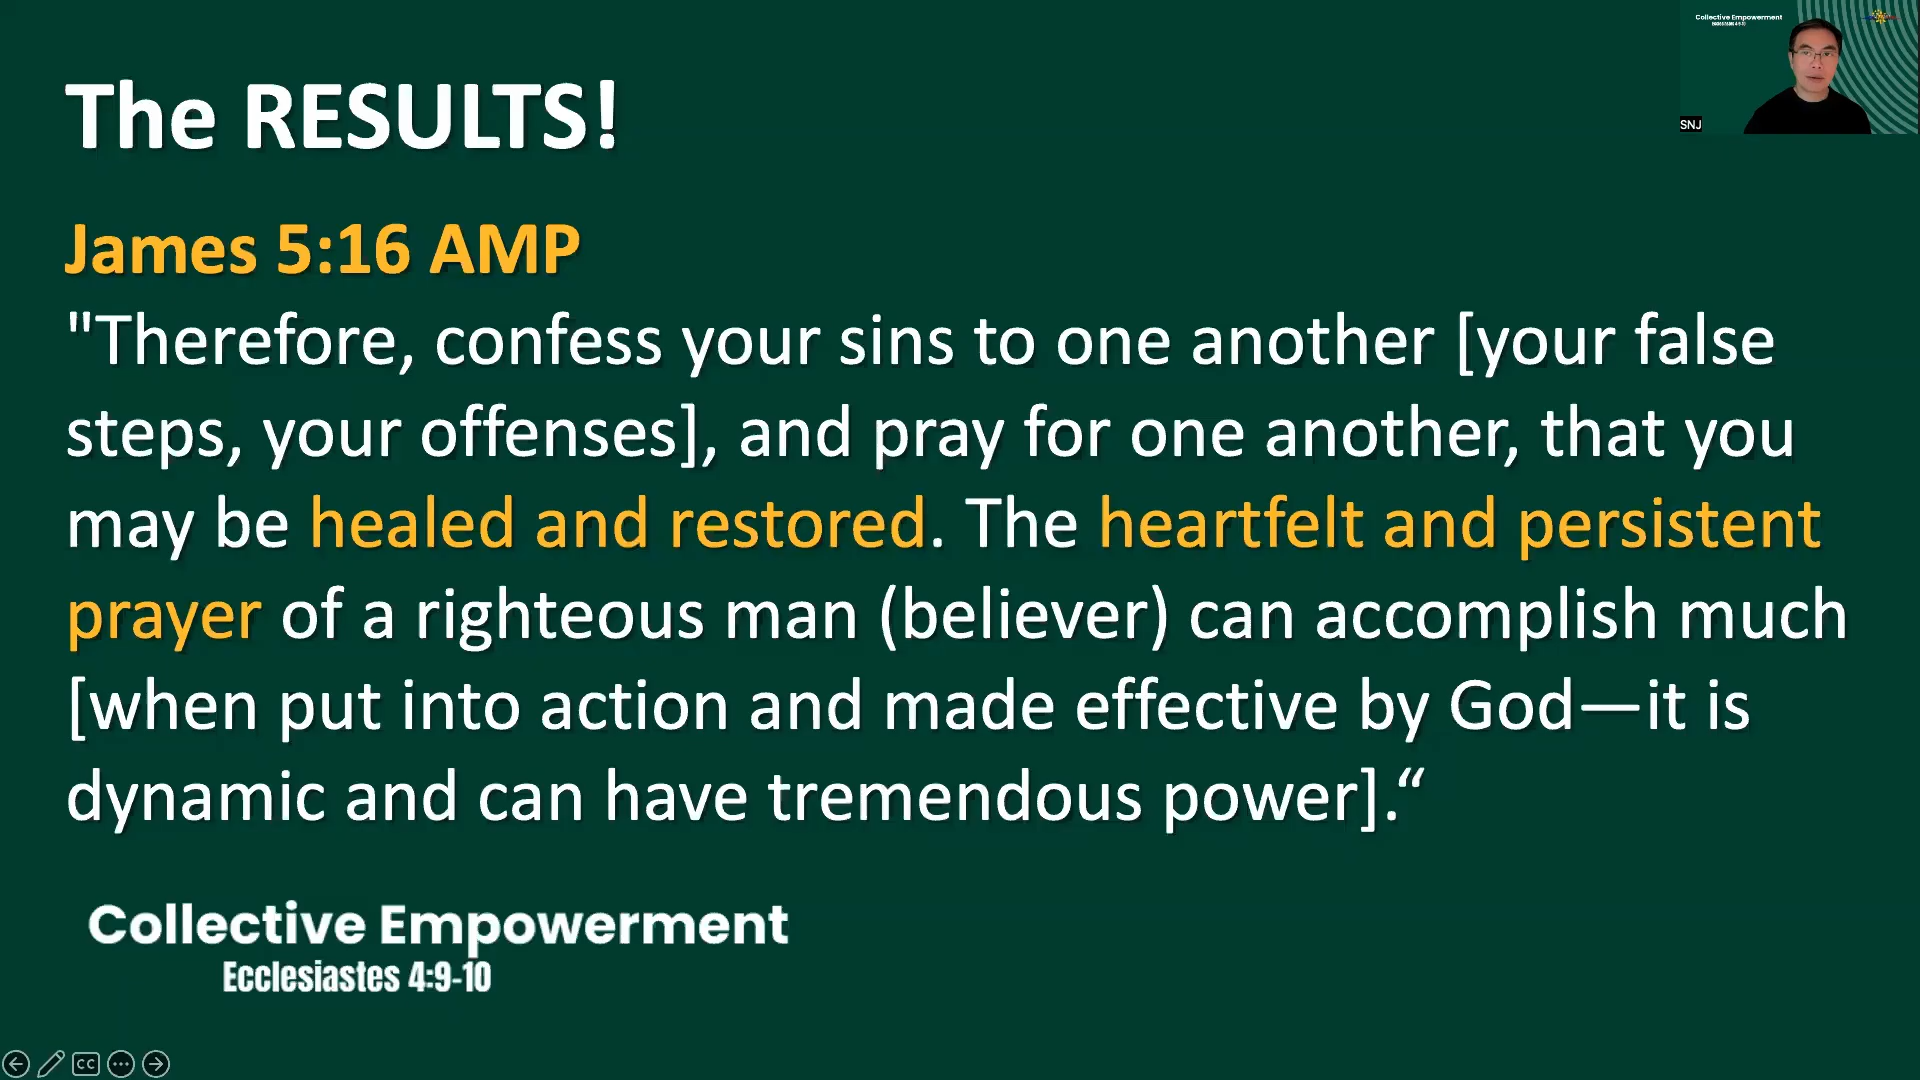 Collective Empowerment
SNJ
The RESULTS!
James 5:16 AMP
"Therefore, confess your sins to one another [your false
steps, your offenses], and pray for one another, that you
may be healed and restored. The heartfelt and persistent
prayer of a righteous man (believer) can accomplish much
[when put into action and made effective by God—it is
dynamic and can have tremendous power].“
Collective Empowerment
Ecclesiastes 4:9-10
CC